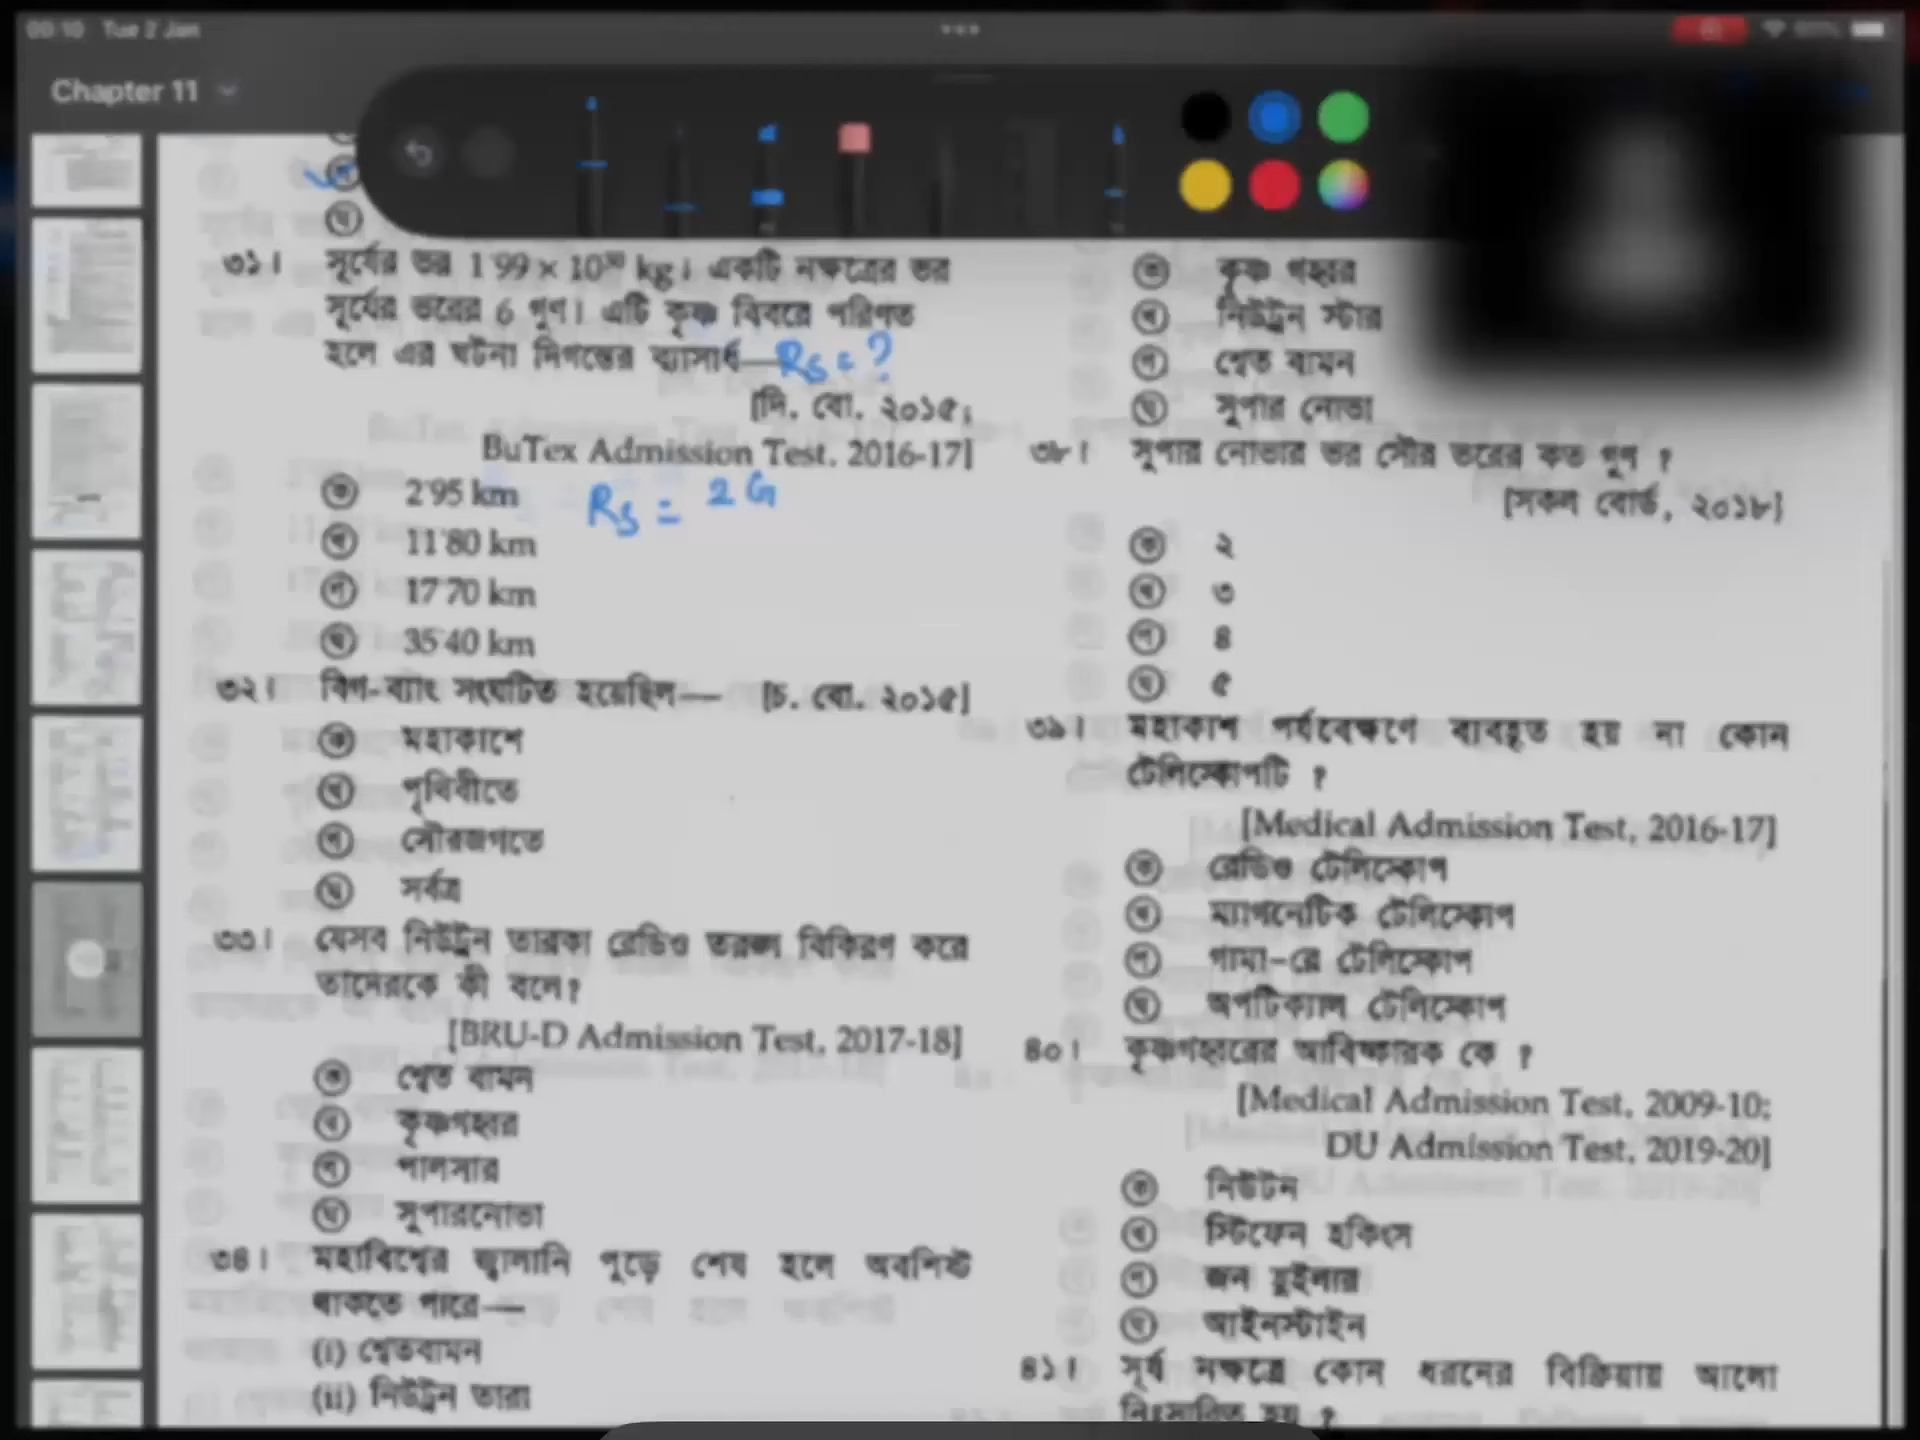 00:10 Tue 2 Jan
Chapter 11
ঘ
৩১। সূর্যের ভর 1·99 × 10³⁰ kg। একটি নক্ষত্রের ভর
সূর্যের ভরের 6 গুণ। এটি কৃষ্ণ বিবরে পরিণত
হলে এর ঘটনা দিগন্তের ব্যাসার্ধ— Rs = ?
[দি. বো. ২০১৫;
BuTex Admission Test. 2016-17]
ক 2·95 km
Rs = 2G
খ 11·80 km
গ 17·70 km
ঘ 35·40 km
৩২। বিগ-ব্যাং সংঘটিত হয়েছিল— [চ. বো. ২০১৫]
ক মহাকাশে
খ পৃথিবীতে
গ সৌরজগতে
ঘ সর্বত্র
৩৩। যেসব নিউট্রন তারকা রেডিও তরঙ্গ বিকিরণ করে
তাদেরকে কী বলে?
[BRU-D Admission Test. 2017-18]
ক শ্বেত বামন
খ কৃষ্ণগহ্বর
গ পালসার
ঘ সুপারনোভা
৩৪। মহাবিশ্বের জ্বালানি পুড়ে শেষ হলে অবশিষ্ট
থাকতে পারে—
(i) শ্বেতবামন
(ii) নিউট্রন তারা
ক কৃষ্ণ গহ্বর
খ নিউট্রন স্টার
গ শ্বেত বামন
ঘ সুপার নোভা
৩৮। সুপার নোভার ভর সৌর ভরের কত গুণ ?
[সকল বোর্ড, ২০১৮]
ক ২
খ ৩
গ ৪
ঘ ৫
৩৯। মহাকাশ পর্যবেক্ষণে ব্যবহৃত হয় না কোন
টেলিস্কোপটি ?
[Medical Admission Test, 2016-17]
ক রেডিও টেলিস্কোপ
খ ম্যাগনেটিক টেলিস্কোপ
গ গামা-রে টেলিস্কোপ
ঘ অপটিক্যাল টেলিস্কোপ
৪০। কৃষ্ণগহ্বরের আবিষ্কারক কে ?
[Medical Admission Test. 2009-10;
DU Admission Test. 2019-20]
ক নিউটন
খ স্টিফেন হকিংস
গ জন হুইলার
ঘ আইনস্টাইন
৪১। সূর্য নক্ষত্রে কোন ধরনের বিক্রিয়ায় আলো
নিঃসারিত হয় ?